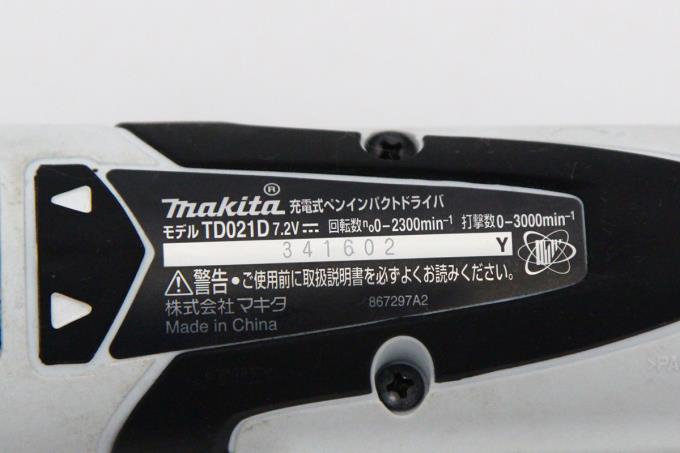 makita® 充電式ペンインパクトドライバ
モデル TD021D 7.2V⎓ 回転数n₀0-2300min⁻¹ 打撃数0-3000min⁻¹
341602 Y
⚠警告・ご使用前に取扱説明書を必ずよくお読みください。
株式会社マキタ 867297A2
Made in China
>PA